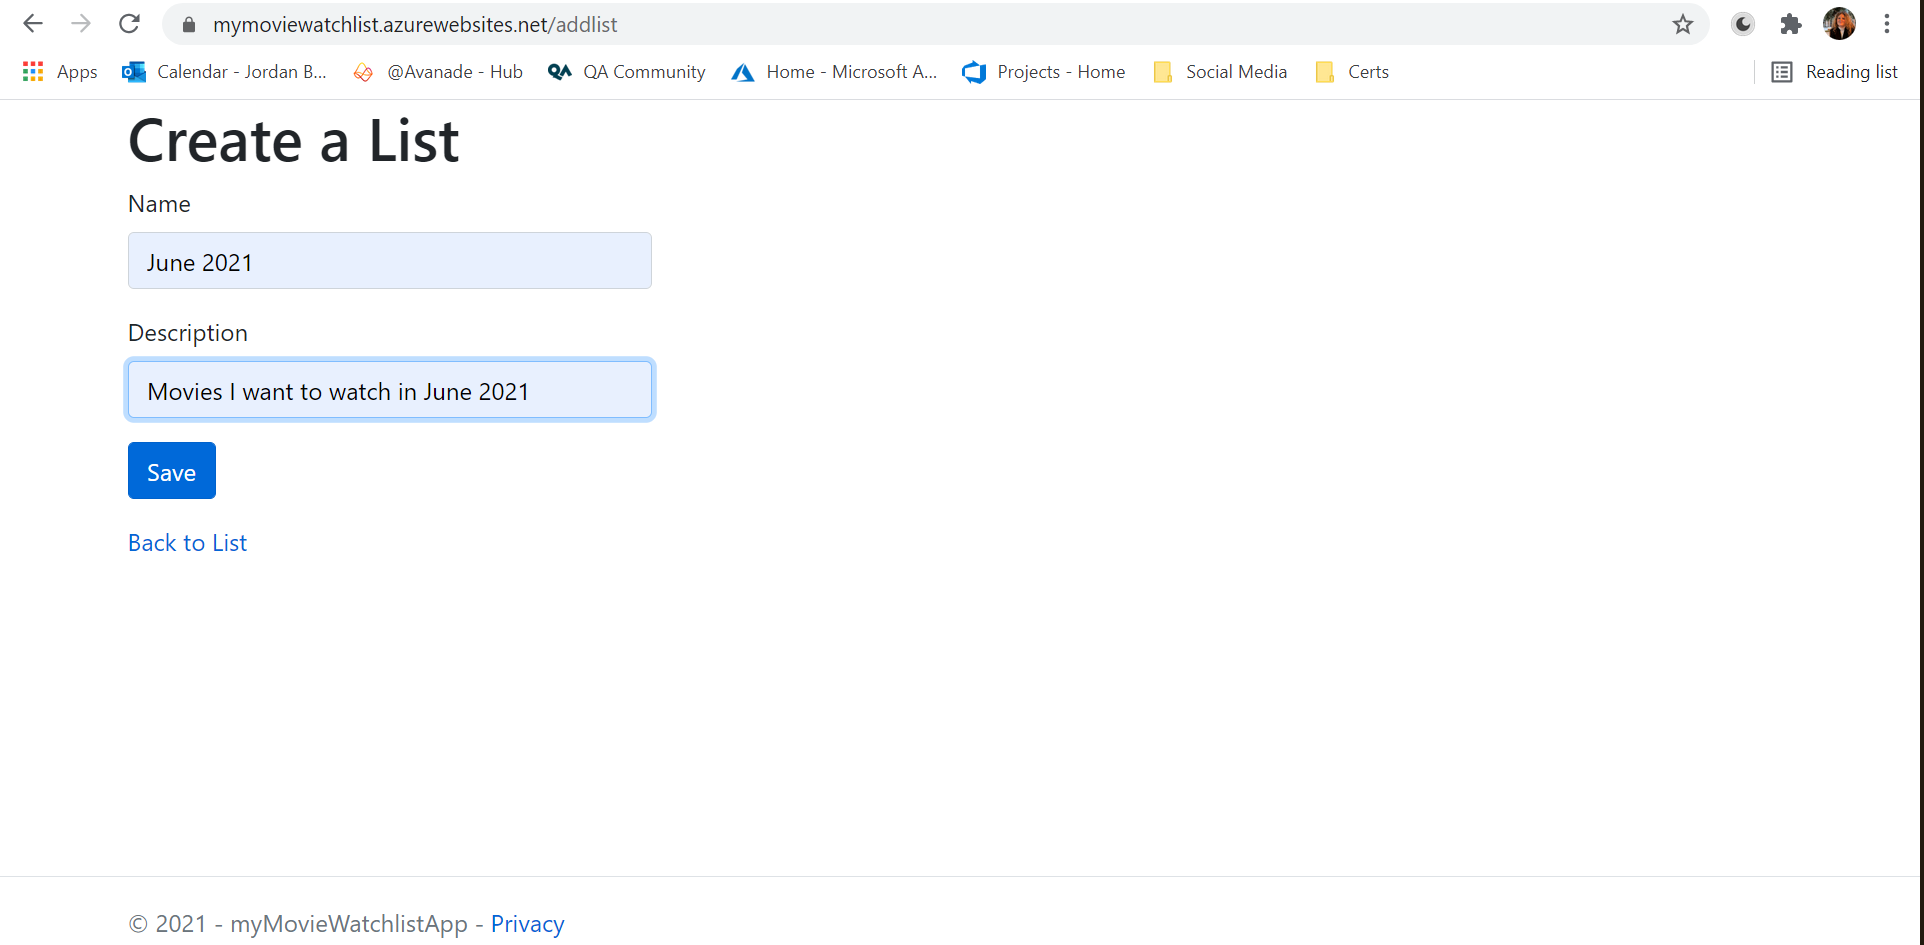 mymoviewatchlist.azurewebsites.net/addlist
Apps Calendar - Jordan B... @Avanade - Hub QA QA Community Home - Microsoft A... Projects - Home Social Media Certs Reading list
Create a List
Name
June 2021
Description
Movies I want to watch in June 2021
Save
Back to List
© 2021 - myMovieWatchlistApp - Privacy